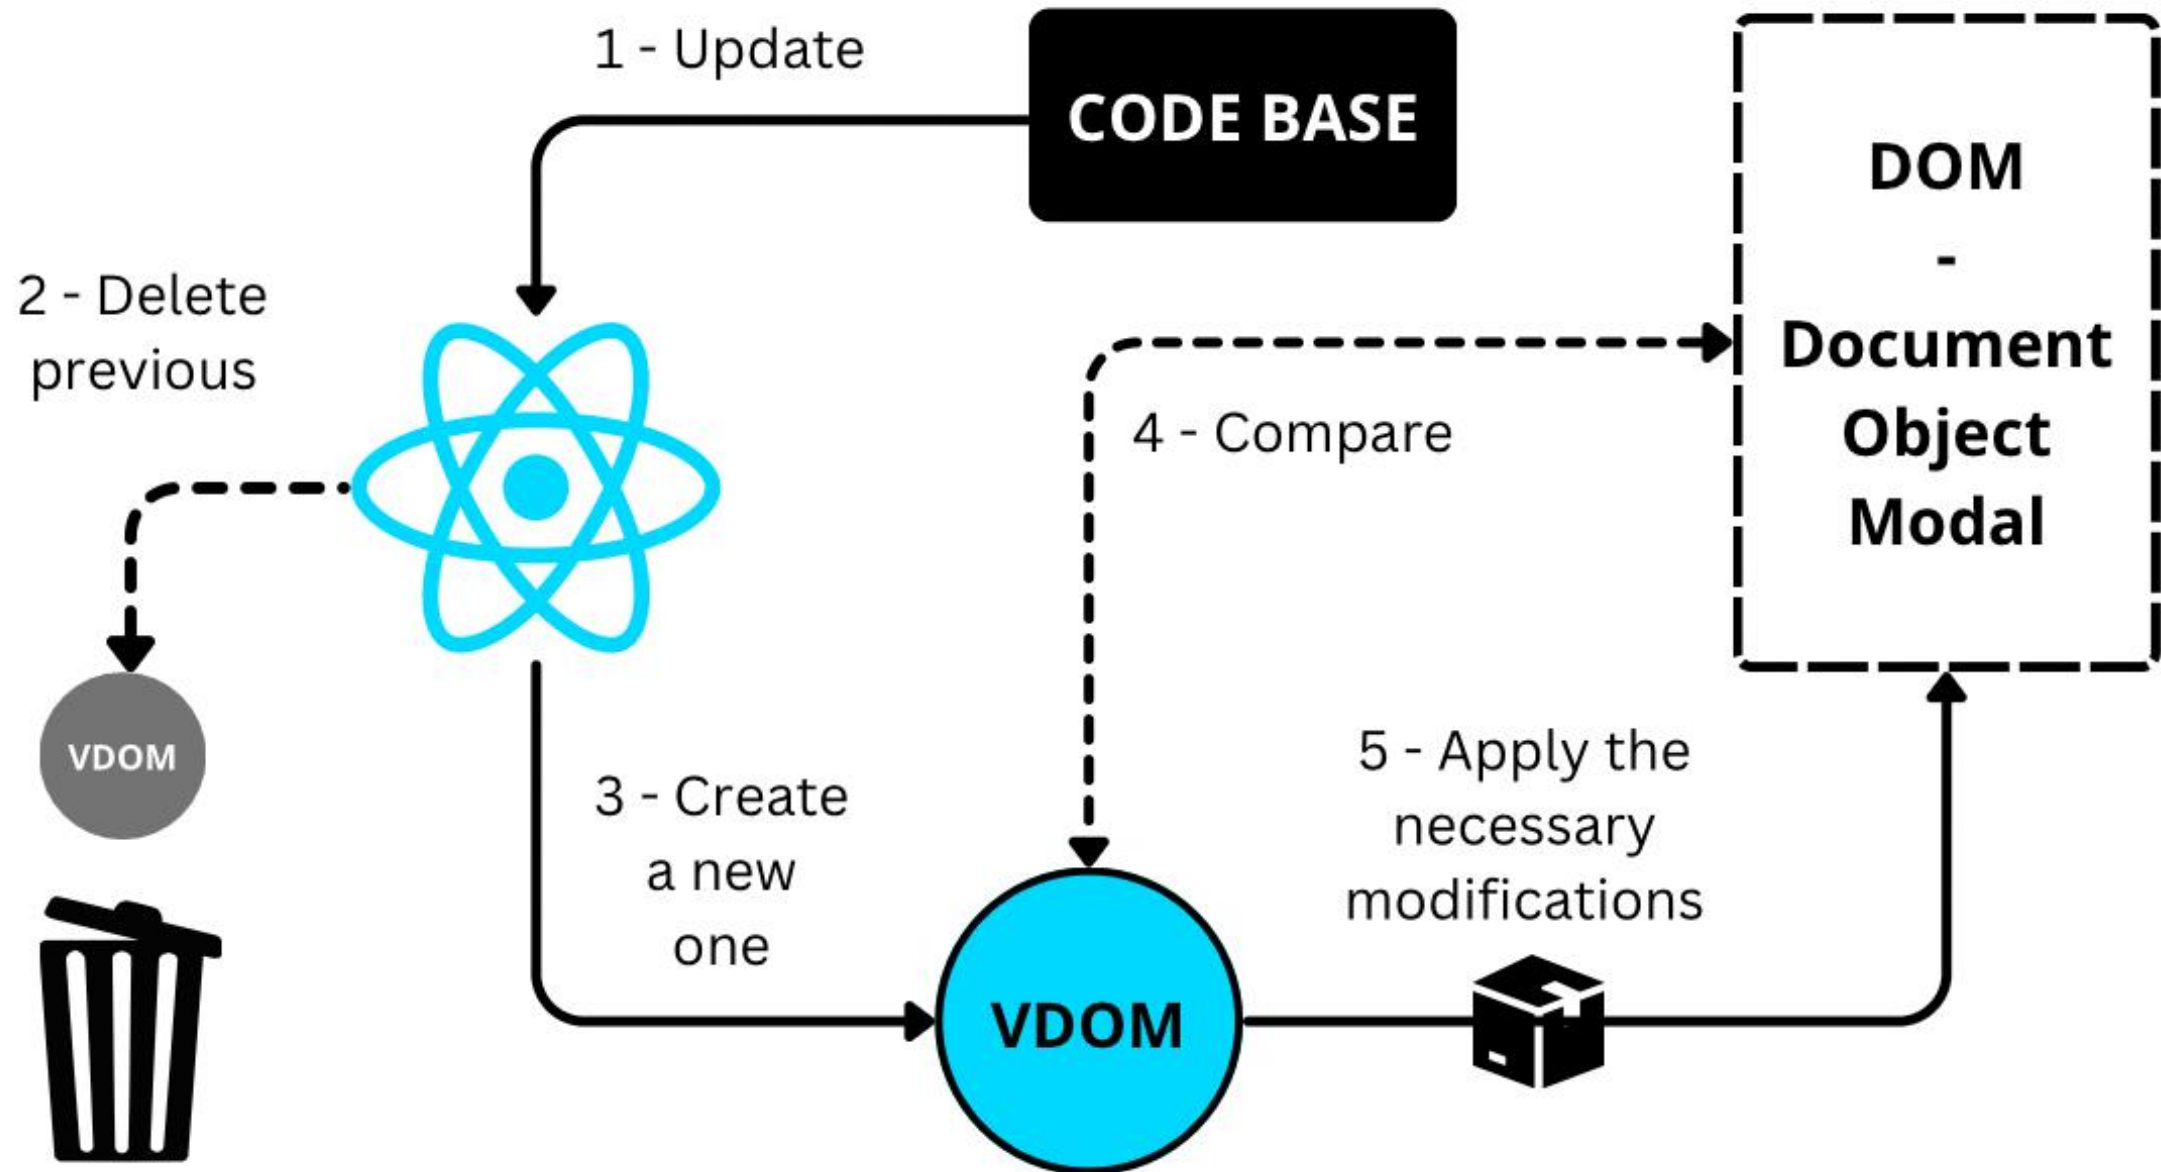 1 - Update
CODE BASE
DOM
-
Document
Object
Modal
2 - Delete
previous
4 - Compare
VDOM
3 - Create
a new
one
5 - Apply the
necessary
modifications
VDOM